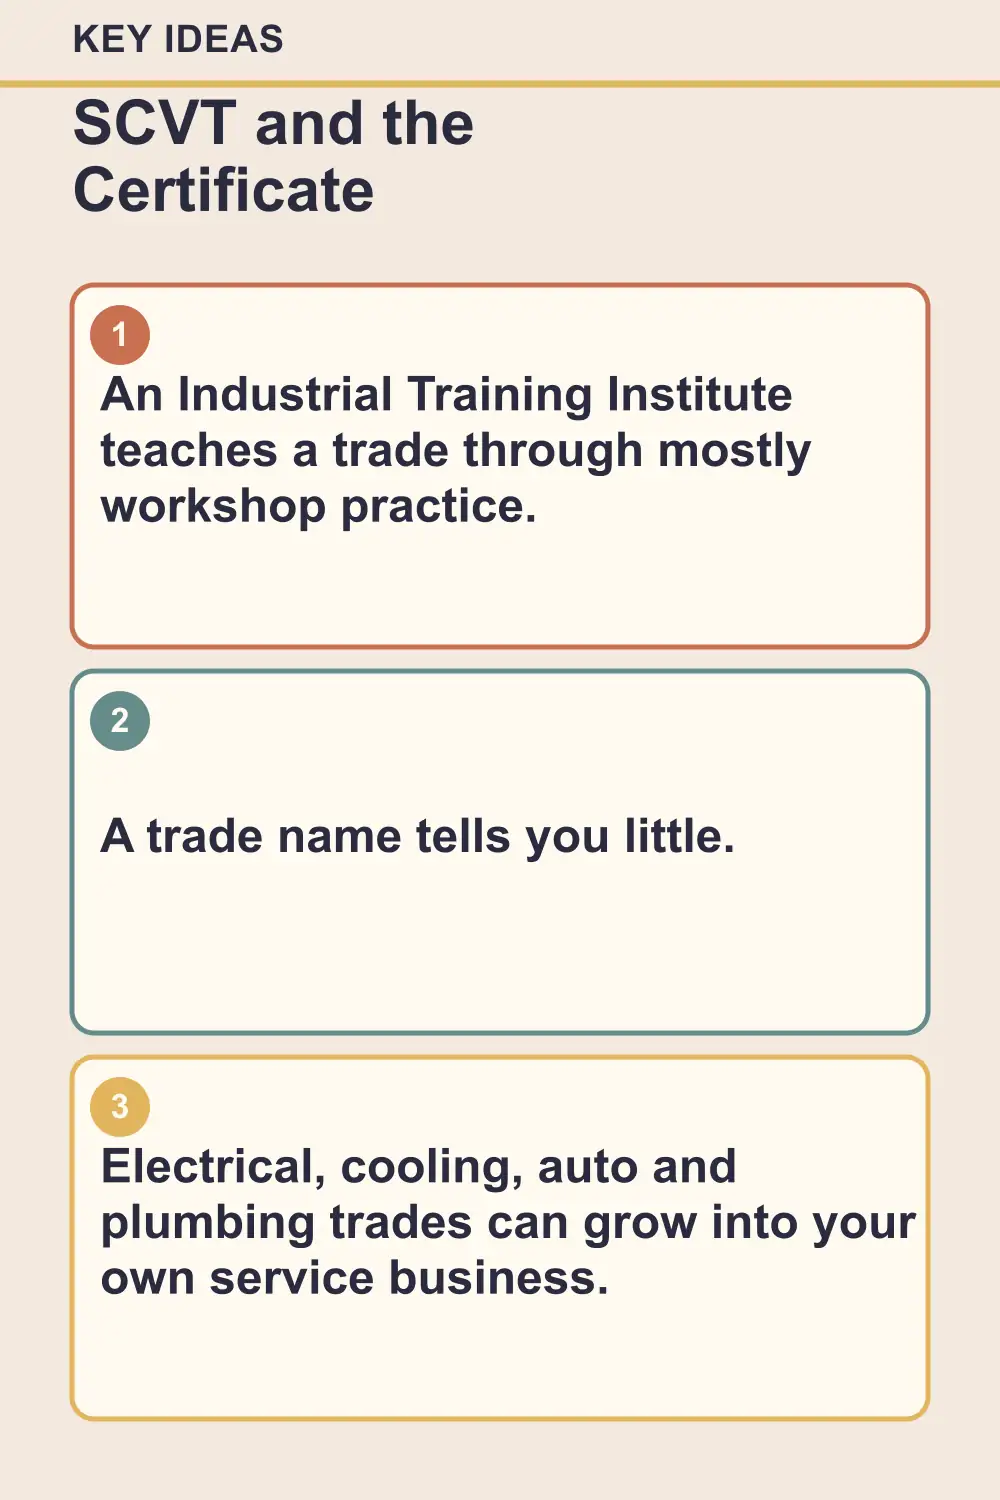 KEY IDEAS
SCVT and the
Certificate
1
An Industrial Training Institute
teaches a trade through mostly
workshop practice.
2
A trade name tells you little.
3
Electrical, cooling, auto and
plumbing trades can grow into your
own service business.